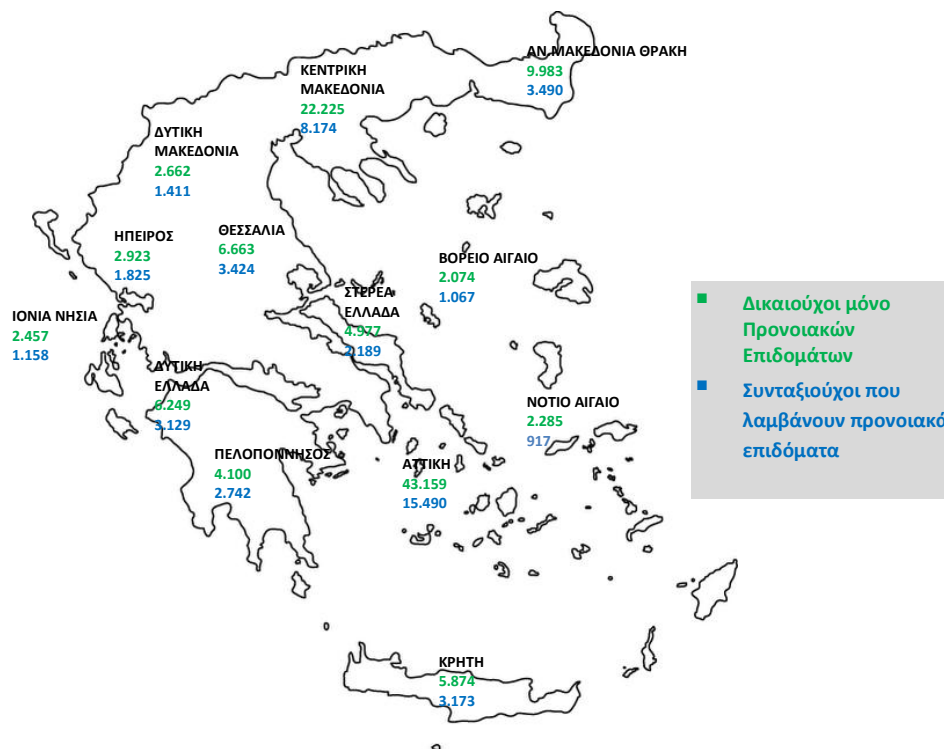 ΑΝ.ΜΑΚΕΔΟΝΙΑ ΘΡΑΚΗ
9.983
3.490
ΚΕΝΤΡΙΚΗ
ΜΑΚΕΔΟΝΙΑ
22.225
8.174
ΔΥΤΙΚΗ
ΜΑΚΕΔΟΝΙΑ
2.662
1.411
ΗΠΕΙΡΟΣ
2.923
1.825
ΘΕΣΣΑΛΙΑ
6.663
3.424
ΒΟΡΕΙΟ ΑΙΓΑΙΟ
2.074
1.067
ΣΤΕΡΕΑ
ΕΛΛΑΔΑ
4.977
2.189
ΙΟΝΙΑ ΝΗΣΙΑ
2.457
1.158
ΔΥΤΙΚΗ
ΕΛΛΑΔΑ
6.249
3.129
ΝΟΤΙΟ ΑΙΓΑΙΟ
2.285
917
ΠΕΛΟΠΟΝΝΗΣΟΣ
4.100
2.742
ΑΤΤΙΚΗ
43.159
15.490
ΚΡΗΤΗ
5.874
3.173
Δικαιούχοι μόνο
Προνοιακών
Επιδομάτων
Συνταξιούχοι που
λαμβάνουν προνοιακά
επιδόματα